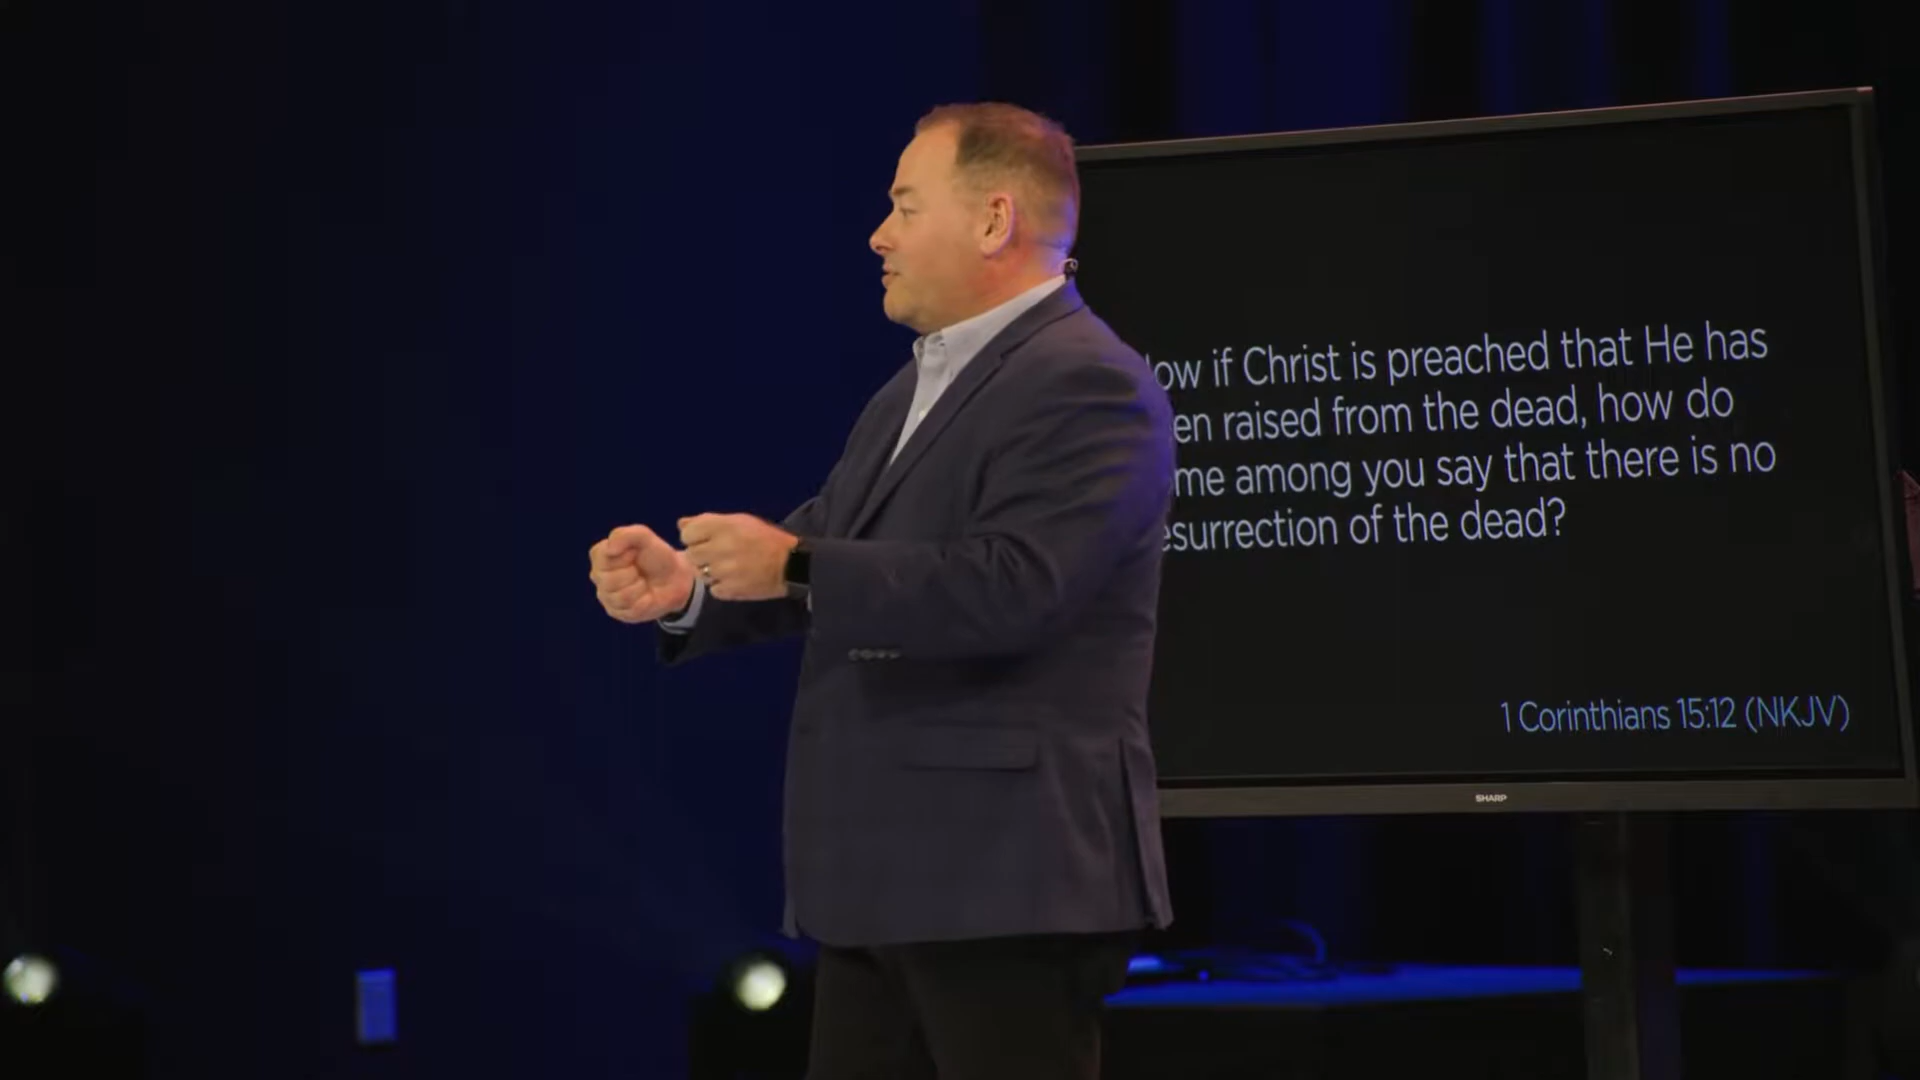 ow if Christ is preached that He has
en raised from the dead, how do
me among you say that there is no
esurrection of the dead?
1 Corinthians 15:12 (NKJV)
SHARP